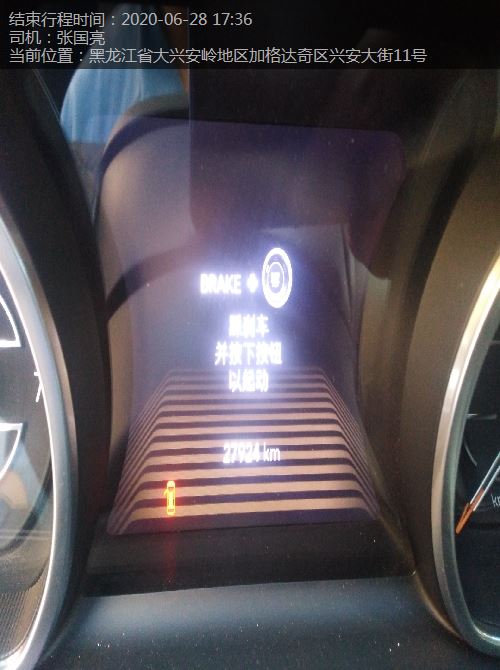 结束行程时间：2020-06-28 17:36
司机：张国亮
当前位置：黑龙江省大兴安岭地区加格达奇区兴安大街11号
BRAKE +
踩刹车
并按下按钮
以起动
27924 km